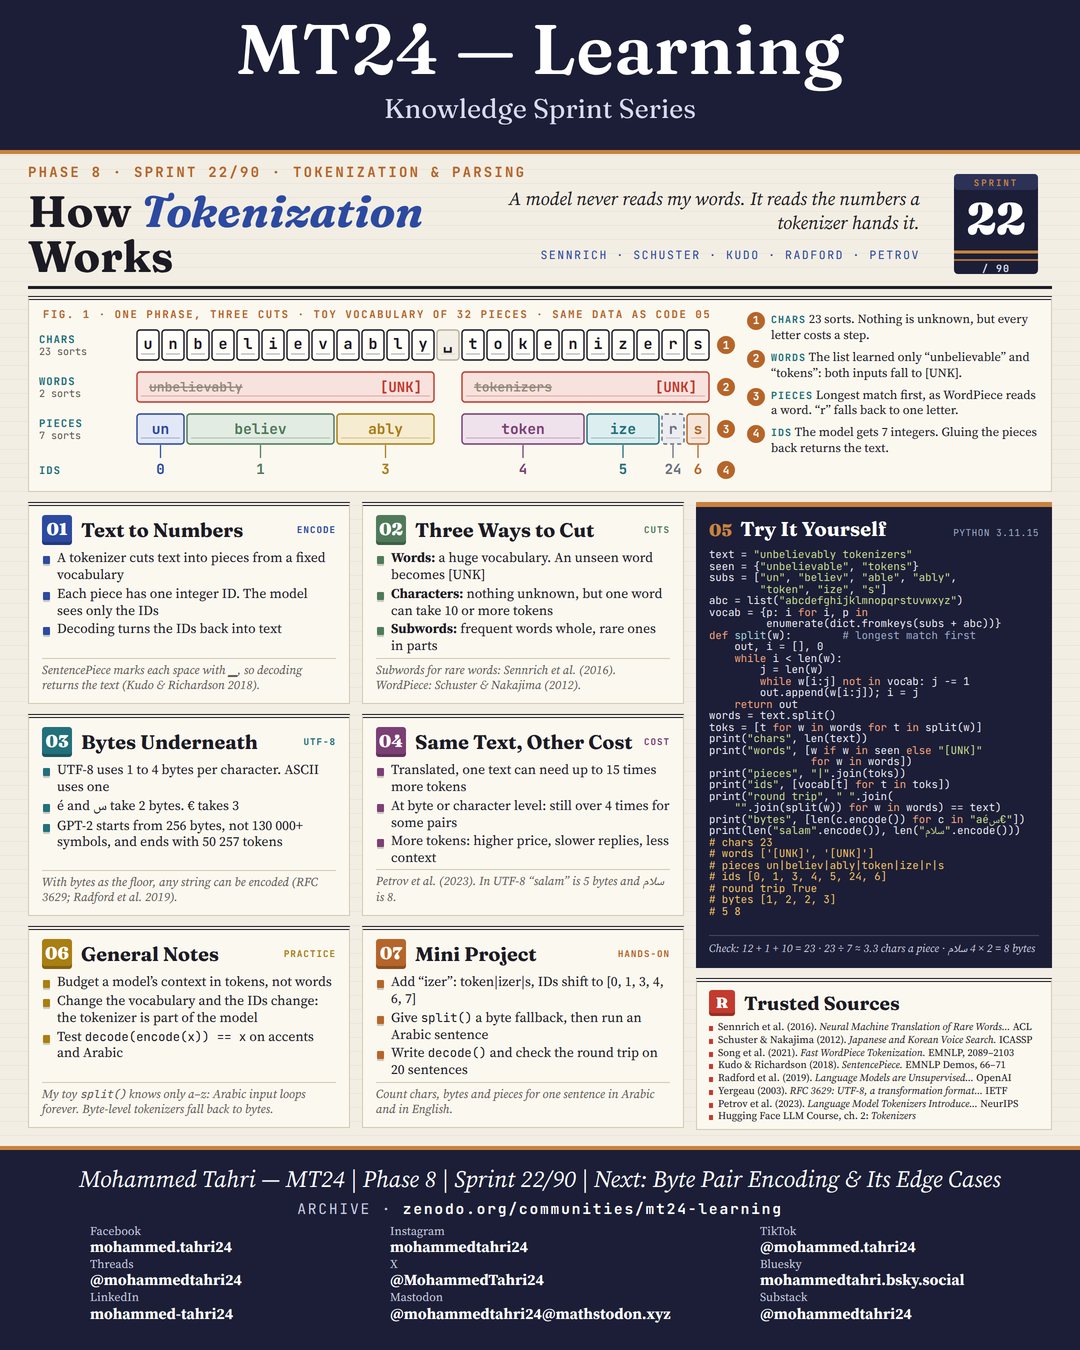 MT24 — Learning
Knowledge Sprint Series
PHASE 8 · SPRINT 22/90 · TOKENIZATION & PARSING
How Tokenization
Works
A model never reads my words. It reads the numbers a
tokenizer hands it.
SENNRICH · SCHUSTER · KUDO · RADFORD · PETROV
SPRINT
22
/ 90
FIG. 1 · ONE PHRASE, THREE CUTS · TOY VOCABULARY OF 32 PIECES · SAME DATA AS CODE 05
CHARS
23 sorts
u n b e l i e v a b l y ␣ t o k e n i z e r s 1
WORDS
2 sorts
unbelievably [UNK] tokenizers [UNK] 2
PIECES
7 sorts
un believ ably token ize r s 3
IDS 0 1 3 4 5 24 6 4
1 CHARS 23 sorts. Nothing is unknown, but every
letter costs a step.
2 WORDS The list learned only “unbelievable” and
“tokens”: both inputs fall to [UNK].
3 PIECES Longest match first, as WordPiece reads
a word. “r” falls back to one letter.
4 IDS The model gets 7 integers. Gluing the pieces
back returns the text.
01 Text to Numbers ENCODE
A tokenizer cuts text into pieces from a fixed
vocabulary
Each piece has one integer ID. The model
sees only the IDs
Decoding turns the IDs back into text
SentencePiece marks each space with ▁, so decoding
returns the text (Kudo & Richardson 2018).
02 Three Ways to Cut CUTS
Words: a huge vocabulary. An unseen word
becomes [UNK]
Characters: nothing unknown, but one word
can take 10 or more tokens
Subwords: frequent words whole, rare ones
in parts
Subwords for rare words: Sennrich et al. (2016).
WordPiece: Schuster & Nakajima (2012).
03 Bytes Underneath UTF-8
UTF-8 uses 1 to 4 bytes per character. ASCII
uses one
é and س take 2 bytes. € takes 3
GPT-2 starts from 256 bytes, not 130 000+
symbols, and ends with 50 257 tokens
With bytes as the floor, any string can be encoded (RFC
3629; Radford et al. 2019).
04 Same Text, Other Cost COST
Translated, one text can need up to 15 times
more tokens
At byte or character level: still over 4 times for
some pairs
More tokens: higher price, slower replies, less
context
Petrov et al. (2023). In UTF-8 “salam” is 5 bytes and سلام
is 8.
05 Try It Yourself PYTHON 3.11.15
text = "unbelievably tokenizers"
seen = {"unbelievable", "tokens"}
subs = ["un", "believ", "able", "ably",
"token", "ize", "s"]
abc = list("abcdefghijklmnopqrstuvwxyz")
vocab = {p: i for i, p in
enumerate(dict.fromkeys(subs + abc))}
def split(w): # longest match first
out, i = [], 0
while i < len(w):
j = len(w)
while w[i:j] not in vocab: j -= 1
out.append(w[i:j]); i = j
return out
words = text.split()
toks = [t for w in words for t in split(w)]
print("chars", len(text))
print("words", [w if w in seen else "[UNK]"
for w in words])
print("pieces", "|".join(toks))
print("ids", [vocab[t] for t in toks])
print("round trip", " ".join(
"".join(split(w)) for w in words) == text)
print("bytes", [len(c.encode()) for c in "aéس€"])
print(len("salam".encode()), len("سلام".encode()))
# chars 23
# words ['[UNK]', '[UNK]']
# pieces un|believ|ably|token|ize|r|s
# ids [0, 1, 3, 4, 5, 24, 6]
# round trip True
# bytes [1, 2, 2, 3]
# 5 8
Check: 12 + 1 + 10 = 23 · 23 ÷ 7 ≈ 3.3 chars a piece · سلام 4 × 2 = 8 bytes
06 General Notes PRACTICE
Budget a model’s context in tokens, not words
Change the vocabulary and the IDs change:
the tokenizer is part of the model
Test decode(encode(x)) == x on accents
and Arabic
My toy split() knows only a–z: Arabic input loops
forever. Byte-level tokenizers fall back to bytes.
07 Mini Project HANDS-ON
Add “izer”: token|izer|s, IDs shift to [0, 1, 3, 4,
6, 7]
Give split() a byte fallback, then run an
Arabic sentence
Write decode() and check the round trip on
20 sentences
Count chars, bytes and pieces for one sentence in Arabic
and in English.
R Trusted Sources
Sennrich et al. (2016). Neural Machine Translation of Rare Words... ACL
Schuster & Nakajima (2012). Japanese and Korean Voice Search. ICASSP
Song et al. (2021). Fast WordPiece Tokenization. EMNLP, 2089–2103
Kudo & Richardson (2018). SentencePiece. EMNLP Demos, 66–71
Radford et al. (2019). Language Models are Unsupervised... OpenAI
Yergeau (2003). RFC 3629: UTF-8, a transformation format... IETF
Petrov et al. (2023). Language Model Tokenizers Introduce... NeurIPS
Hugging Face LLM Course, ch. 2: Tokenizers
Mohammed Tahri — MT24 | Phase 8 | Sprint 22/90 | Next: Byte Pair Encoding & Its Edge Cases
ARCHIVE · zenodo.org/communities/mt24-learning
Facebook
mohammed.tahri24
Threads
@mohammedtahri24
LinkedIn
mohammed-tahri24
Instagram
mohammedtahri24
X
@MohammedTahri24
Mastodon
@mohammedtahri24@mathstodon.xyz
TikTok
@mohammed.tahri24
Bluesky
mohammedtahri.bsky.social
Substack
@mohammedtahri24